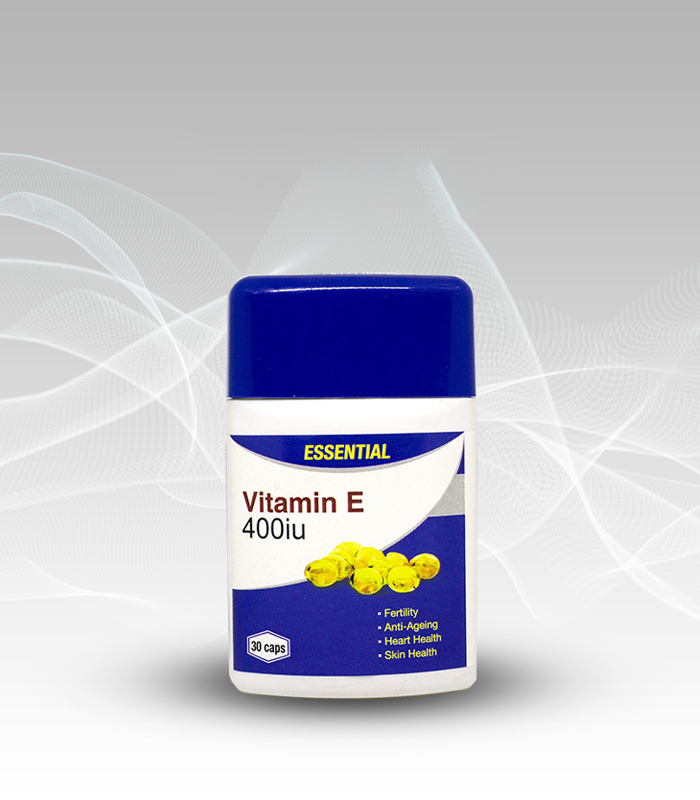 ESSENTIAL
Vitamin E
400iu
▪ Fertility
▪ Anti-Ageing
▪ Heart Health
▪ Skin Health
30 caps